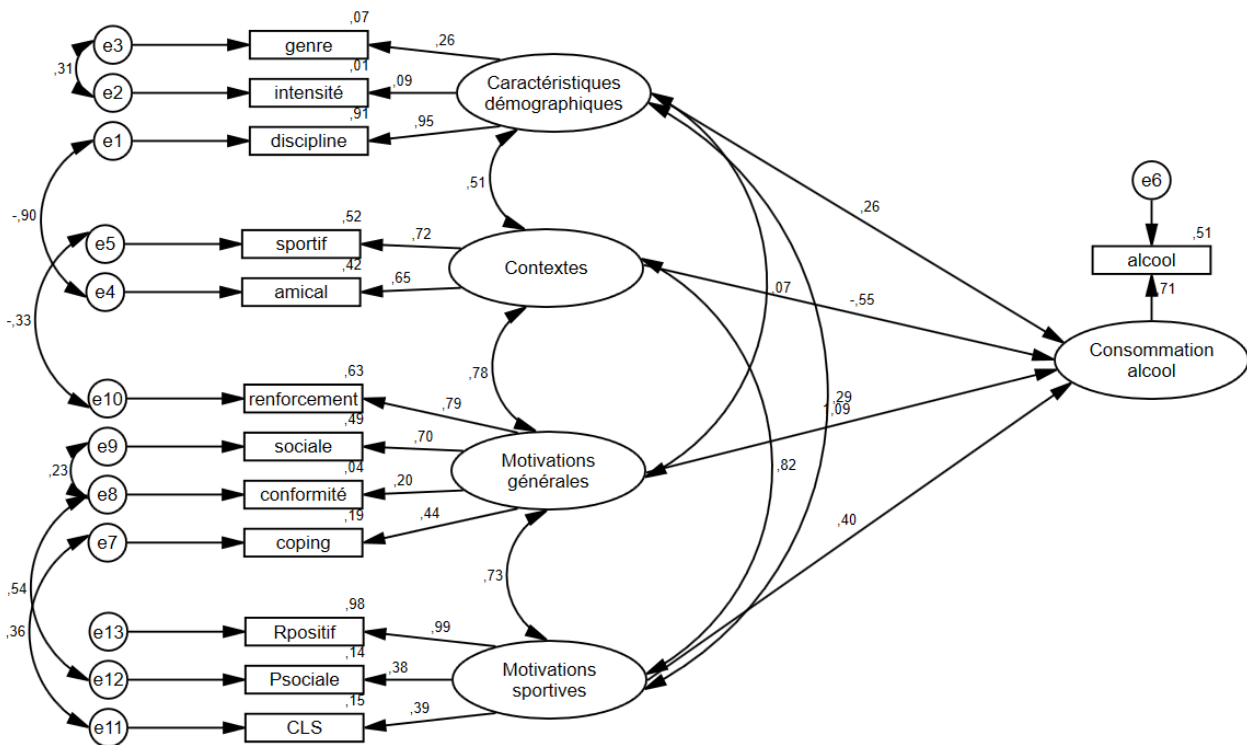 ,07
e3
genre
,26
,31
,01
e2
intensité
,09
Caractéristiques
démographiques
,91
e1
discipline
,95
,51
e6
-,90
,26
,52
e5
sportif
,72
,51
alcool
Contextes
,42
e4
amical
,65
,07
-,55
,71
-,33
Consommation
alcool
,78
,63
e10
renforcement
,79
,29
1,09
,49
e9
sociale
,70
,23
,04
Motivations
générales
,82
e8
conformité
,20
,19
,44
e7
coping
,40
,73
,54
,36
,98
e13
Rpositif
,99
,14
e12
Psociale
,38
Motivations
sportives
,15
e11
CLS
,39